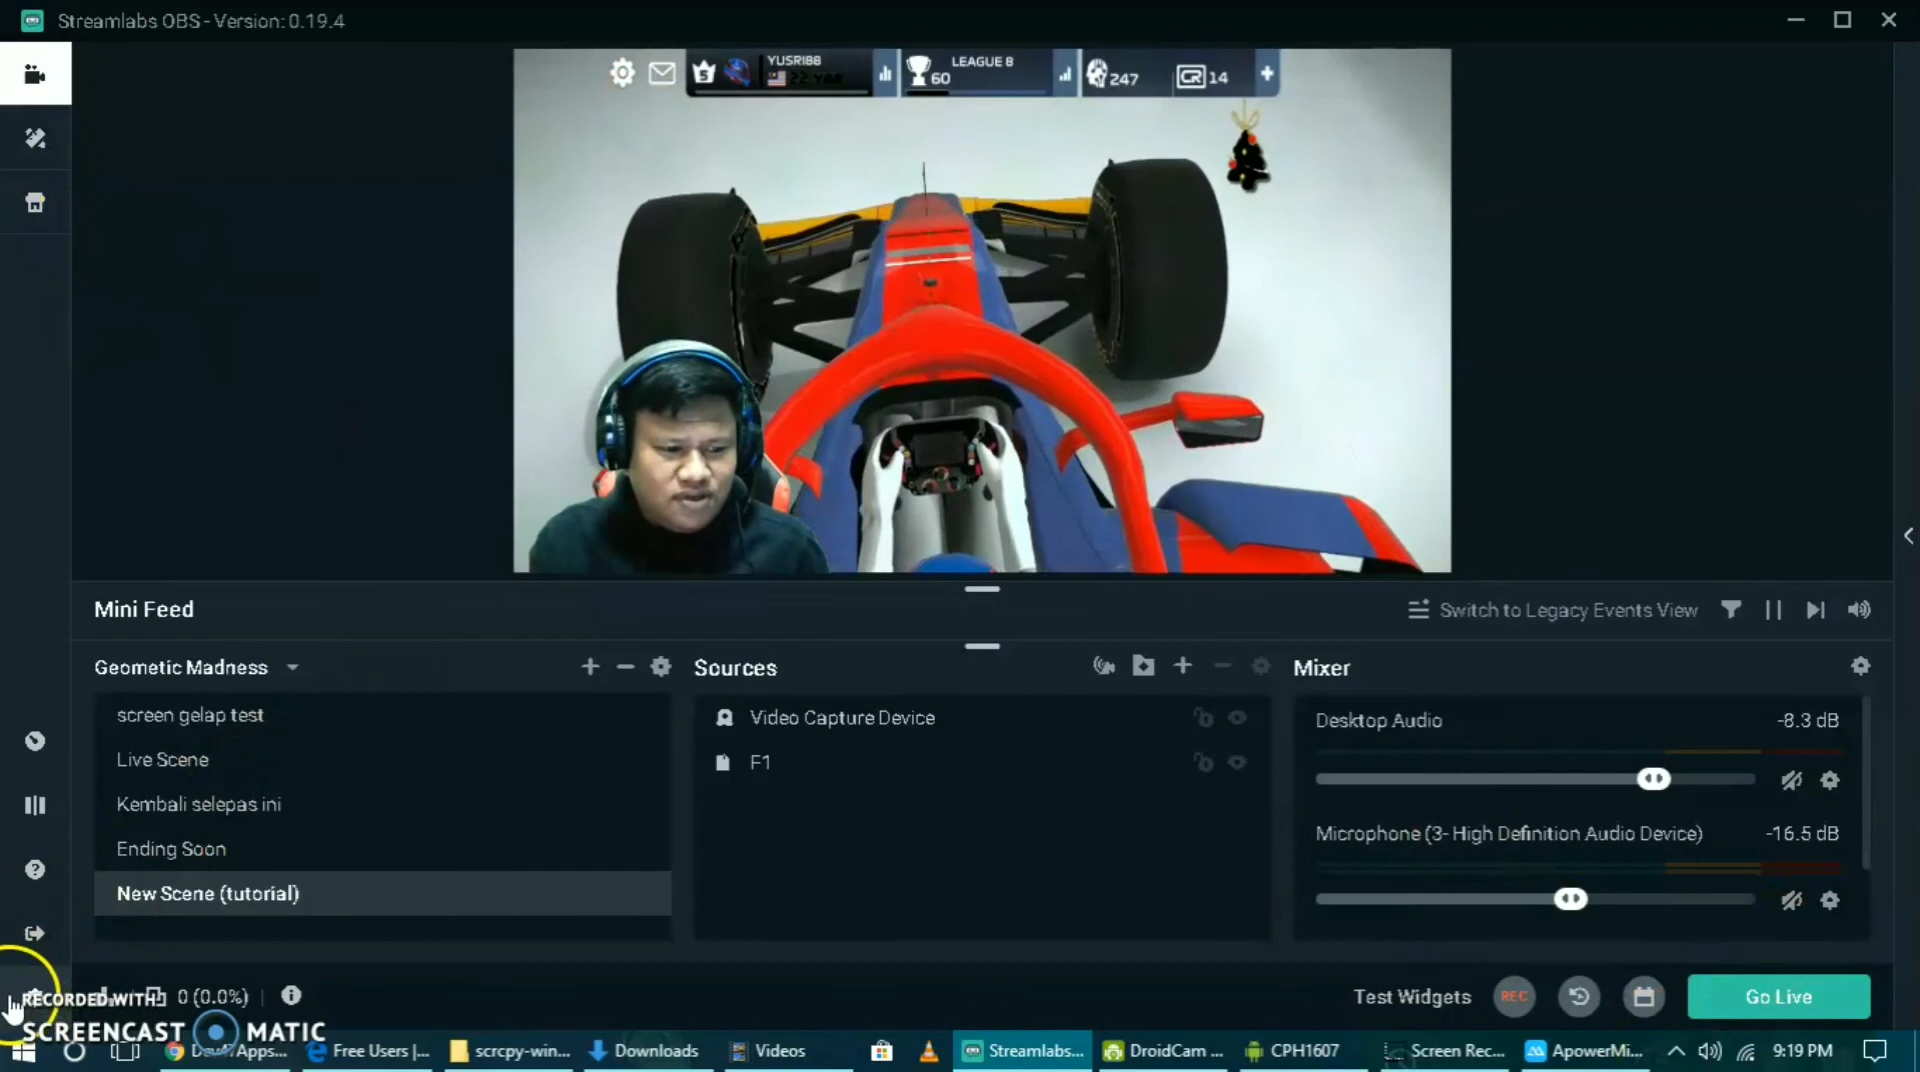 Streamlabs OBS - Version: 0.19.4
YUSRI88
LEAGUE 8
5
60
247
CR 14
Mini Feed
Switch to Legacy Events View
Geometic Madness
Sources
Mixer
screen gelap test
Live Scene
Kembali selepas ini
Ending Soon
New Scene (tutorial)
Video Capture Device
F1
Desktop Audio
-8.3 dB
Microphone (3- High Definition Audio Device)
-16.5 dB
0 (0.0%)
Test Widgets
REC
Go Live
RECORDED WITH
SCREENCAST MATIC
Dev47Apps...
Free Users |...
scrcpy-win...
Downloads
Videos
Streamlabs...
DroidCam ...
CPH1607
Screen Rec...
ApowerMi...
9:19 PM